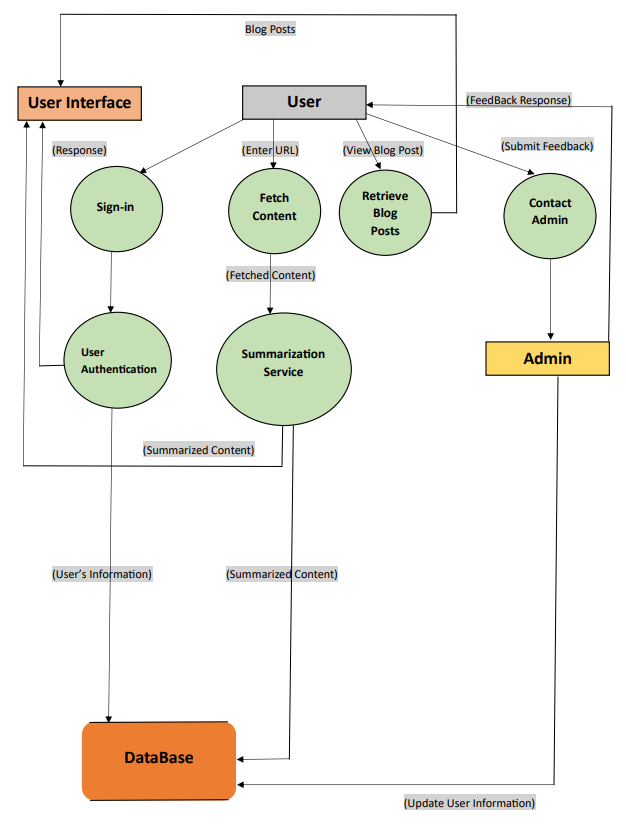 Blog Posts
User Interface
User
(FeedBack Response)
(Response)
(Enter URL)
(View Blog Post)
(Submit Feedback)
Sign-in
Fetch
Content
Retrieve
Blog
Posts
Contact
Admin
(Fetched Content)
User
Authentication
Summarization
Service
Admin
(Summarized Content)
(User's Information)
(Summarized Content)
DataBase
(Update User Information)